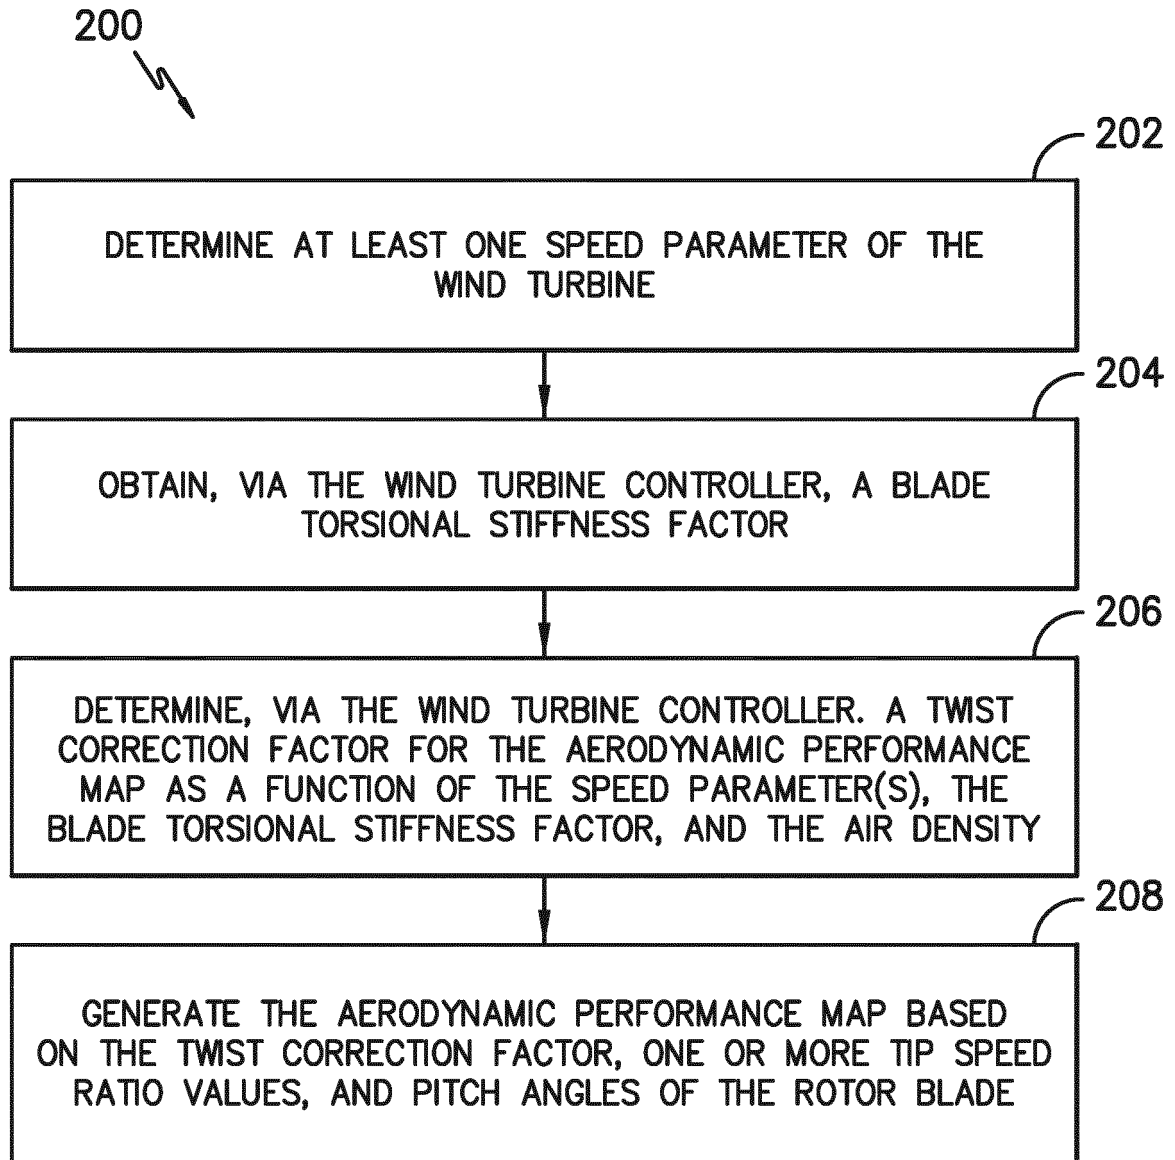 200
202
DETERMINE AT LEAST ONE SPEED PARAMETER OF THE
WIND TURBINE
204
OBTAIN, VIA THE WIND TURBINE CONTROLLER, A BLADE
TORSIONAL STIFFNESS FACTOR
206
DETERMINE, VIA THE WIND TURBINE CONTROLLER. A TWIST
CORRECTION FACTOR FOR THE AERODYNAMIC PERFORMANCE
MAP AS A FUNCTION OF THE SPEED PARAMETER(S), THE
BLADE TORSIONAL STIFFNESS FACTOR, AND THE AIR DENSITY
208
GENERATE THE AERODYNAMIC PERFORMANCE MAP BASED
ON THE TWIST CORRECTION FACTOR, ONE OR MORE TIP SPEED
RATIO VALUES, AND PITCH ANGLES OF THE ROTOR BLADE